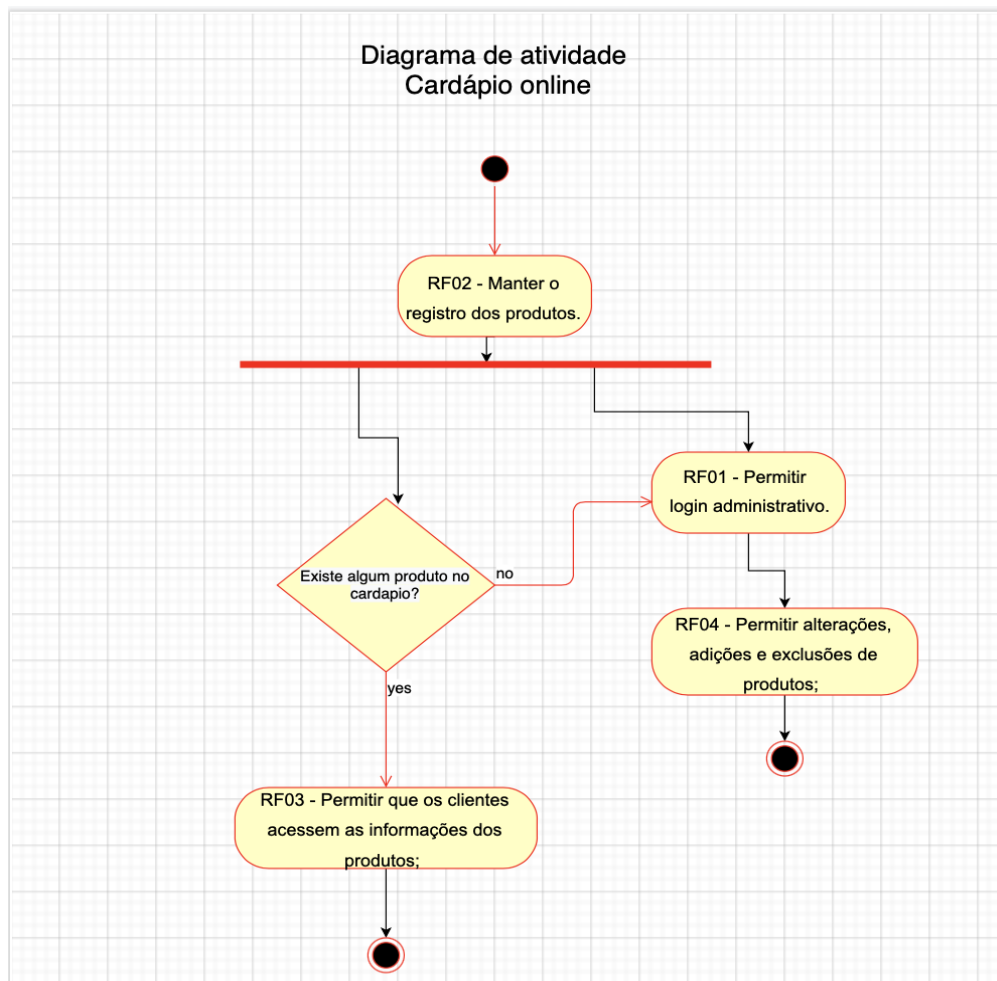 Diagrama de atividade
Cardápio online
RF02 - Manter o
registro dos produtos.
RF01 - Permitir
login administrativo.
Existe algum produto no
cardapio?
no
RF04 - Permitir alterações,
adições e exclusões de
produtos;
yes
RF03 - Permitir que os clientes
acessem as informações dos
produtos;